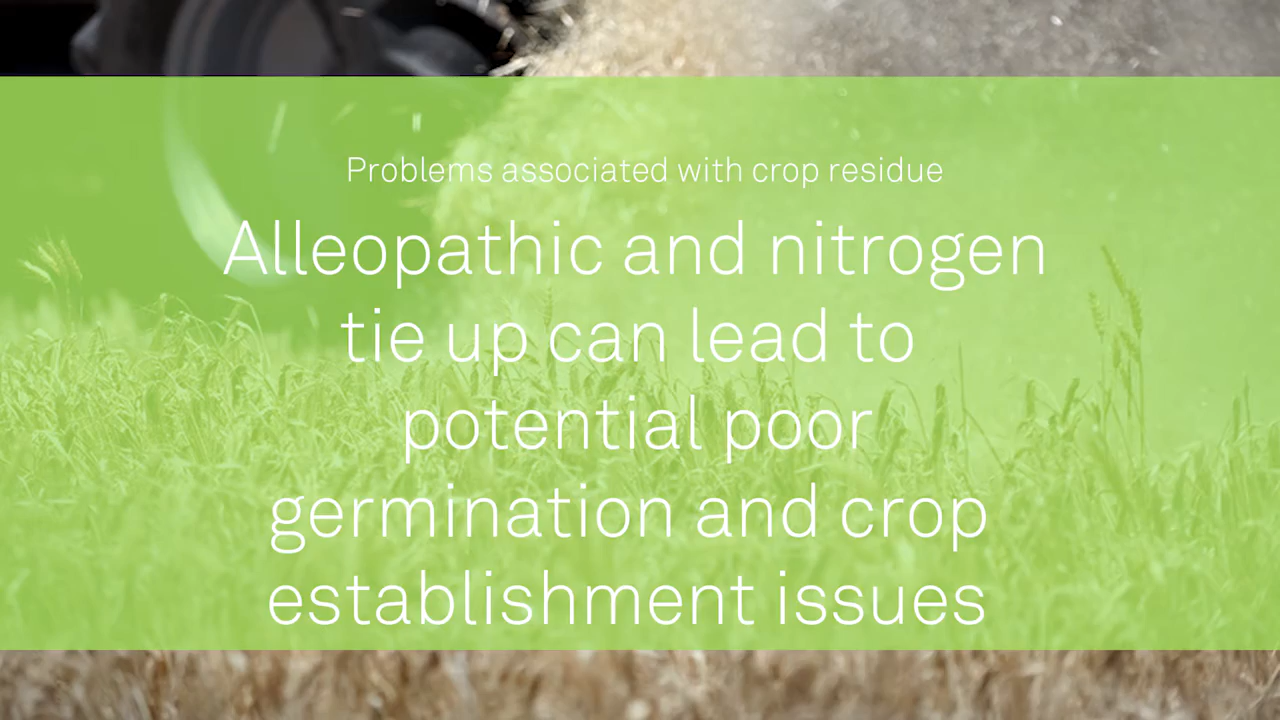 Problems associated with crop residue
Alleopathic and nitrogen
tie up can lead to
potential poor
germination and crop
establishment issues